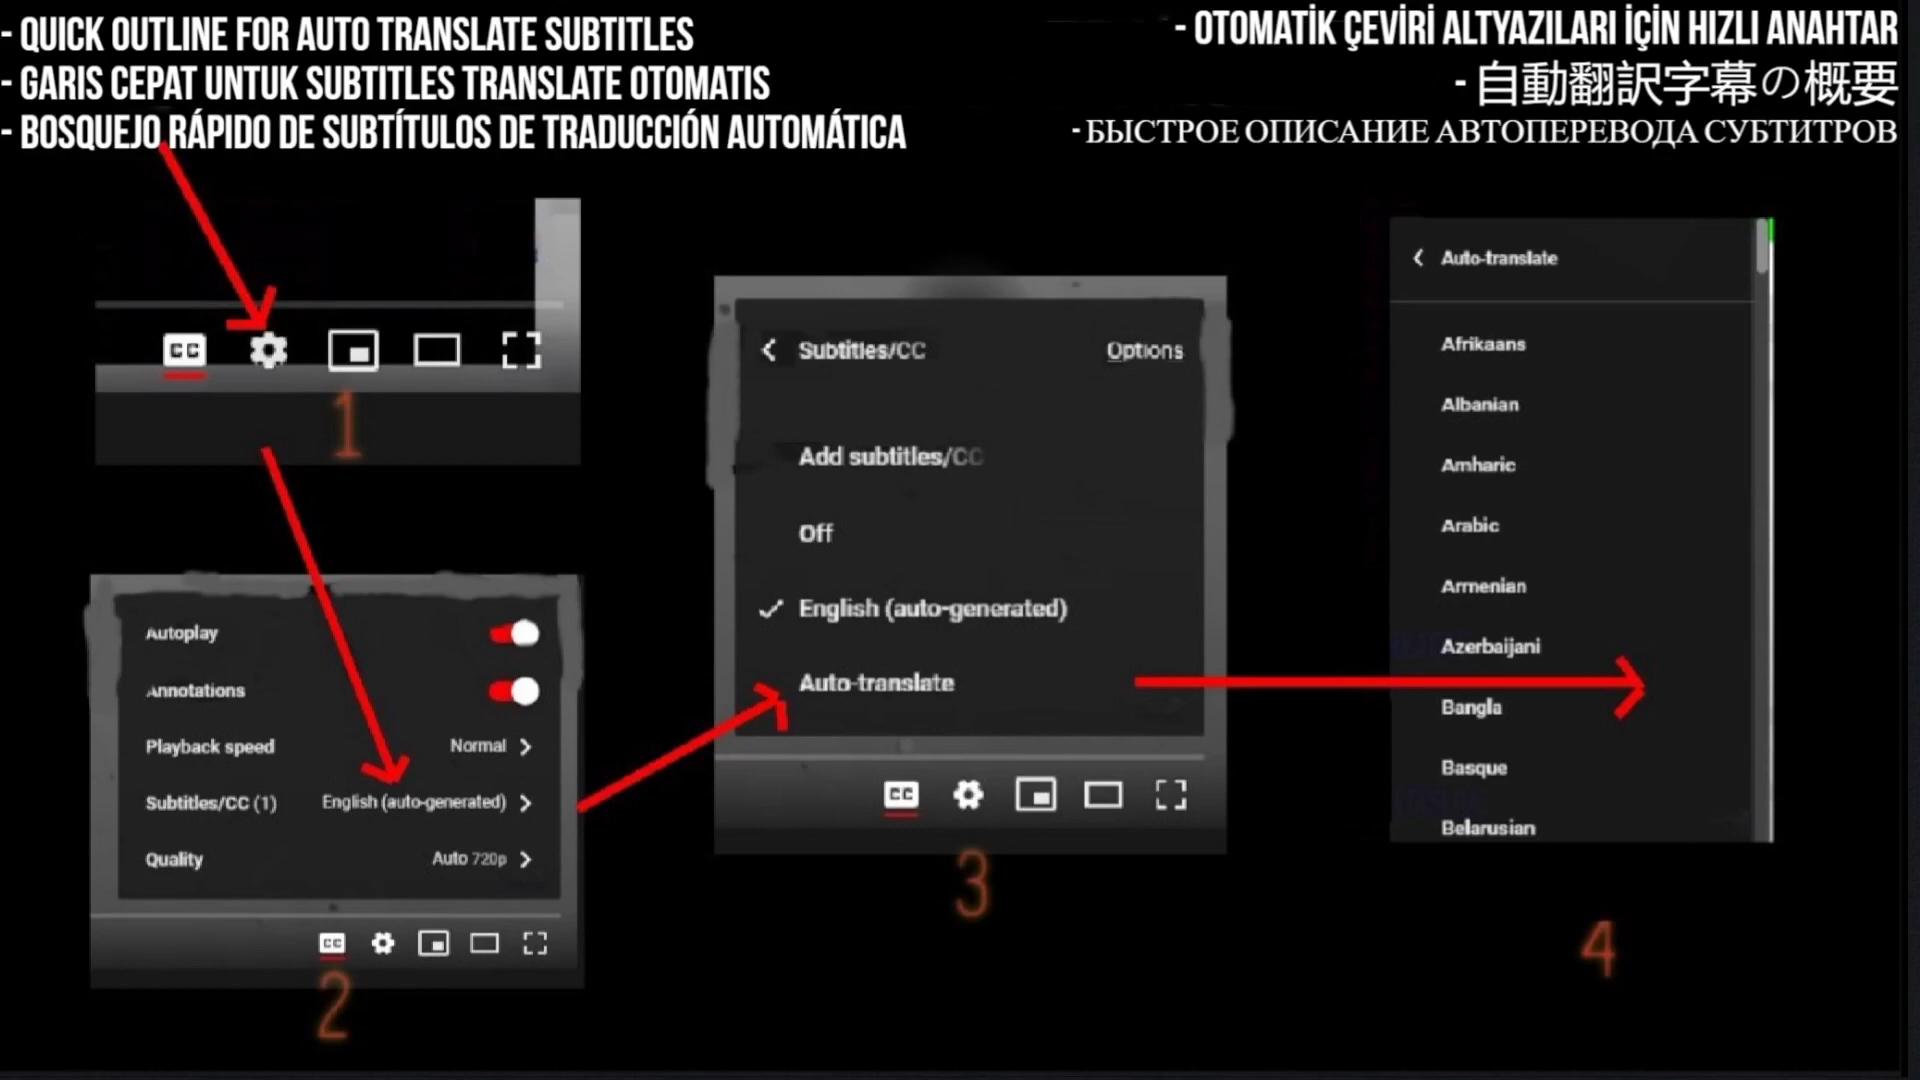 - QUICK OUTLINE FOR AUTO TRANSLATE SUBTITLES
- GARIS CEPAT UNTUK SUBTITLES TRANSLATE OTOMATIS
- BOSQUEJO RÁPIDO DE SUBTÍTULOS DE TRADUCCIÓN AUTOMÁTICA
- OTOMATİK ÇEVİRİ ALTYAZILARI İÇİN HIZLI ANAHTAR
- 自動翻訳字幕の概要
- БЫСТРОЕ ОПИСАНИЕ АВТОПЕРЕВОДА СУБТИТРОВ
CC
1
Autoplay
Annotations
Playback speed Normal
Subtitles/CC (1) English (auto-generated)
Quality Auto 720p
CC
2
Subtitles/CC Options
Add subtitles/CC
Off
English (auto-generated)
Auto-translate
CC
3
Auto-translate
Afrikaans
Albanian
Amharic
Arabic
Armenian
Azerbaijani
Bangla
Basque
Belarusian
4